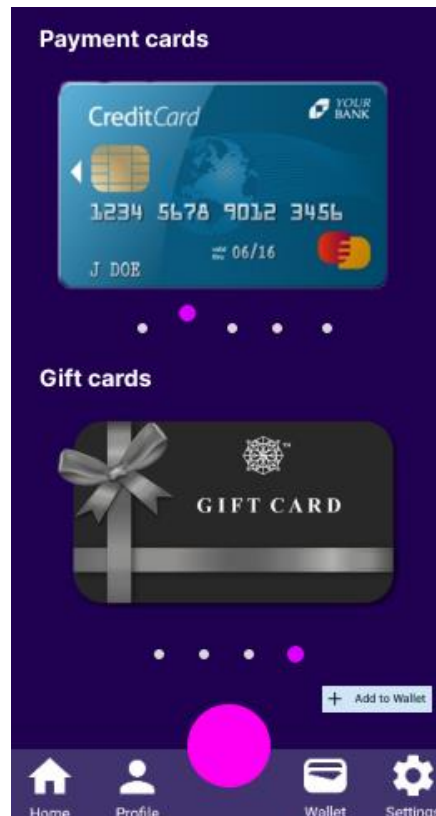 Payment cards
CreditCard
YOUR
BANK
1234 5678 9012 3456
06/16
J DOE
Gift cards
GIFT CARD
+ Add to Wallet
Home Profile Wallet Settings